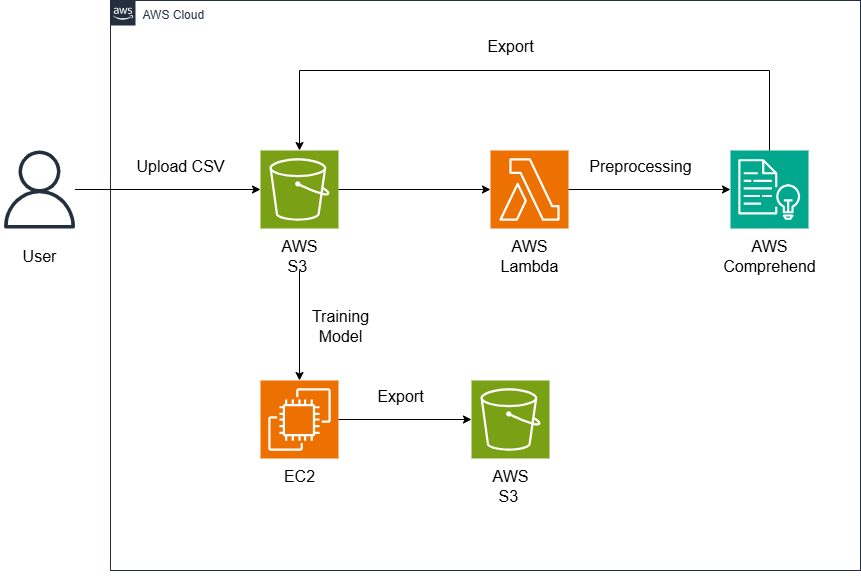 aws
AWS Cloud
Export
Upload CSV
Preprocessing
User
AWS
S3
AWS
Lambda
AWS
Comprehend
Training
Model
Export
EC2
AWS
S3